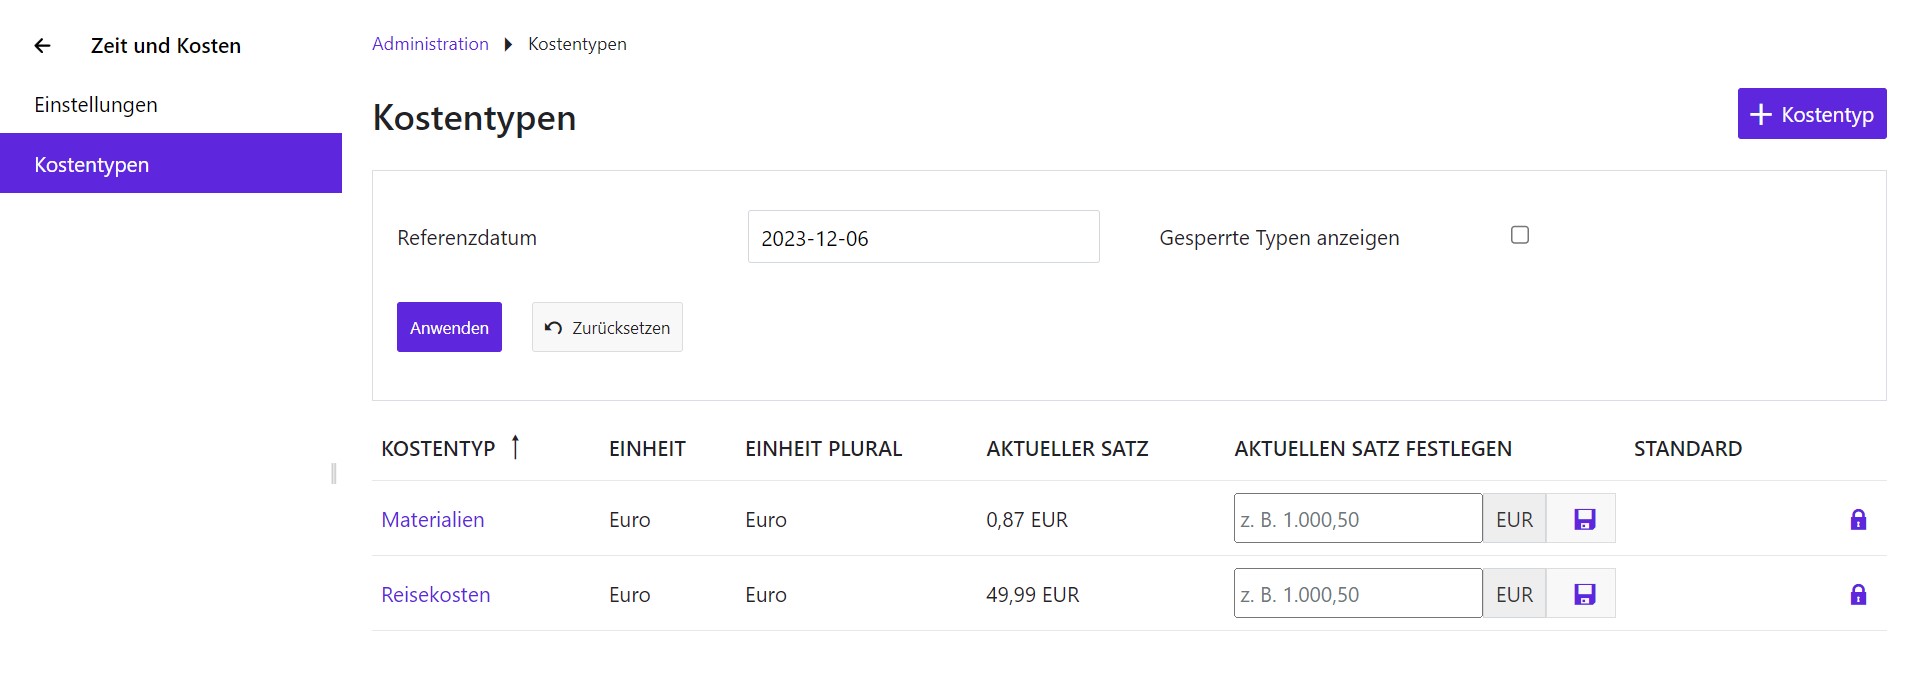 Zeit und Kosten
Einstellungen
Kostentypen
Administration Kostentypen
Kostentypen
Kostentyp
Referenzdatum 2023-12-06 Gesperrte Typen anzeigen
Anwenden Zurücksetzen
KOSTENTYP EINHEIT EINHEIT PLURAL AKTUELLER SATZ AKTUELLEN SATZ FESTLEGEN STANDARD
Materialien Euro Euro 0,87 EUR z. B. 1.000,50 EUR
Reisekosten Euro Euro 49,99 EUR z. B. 1.000,50 EUR